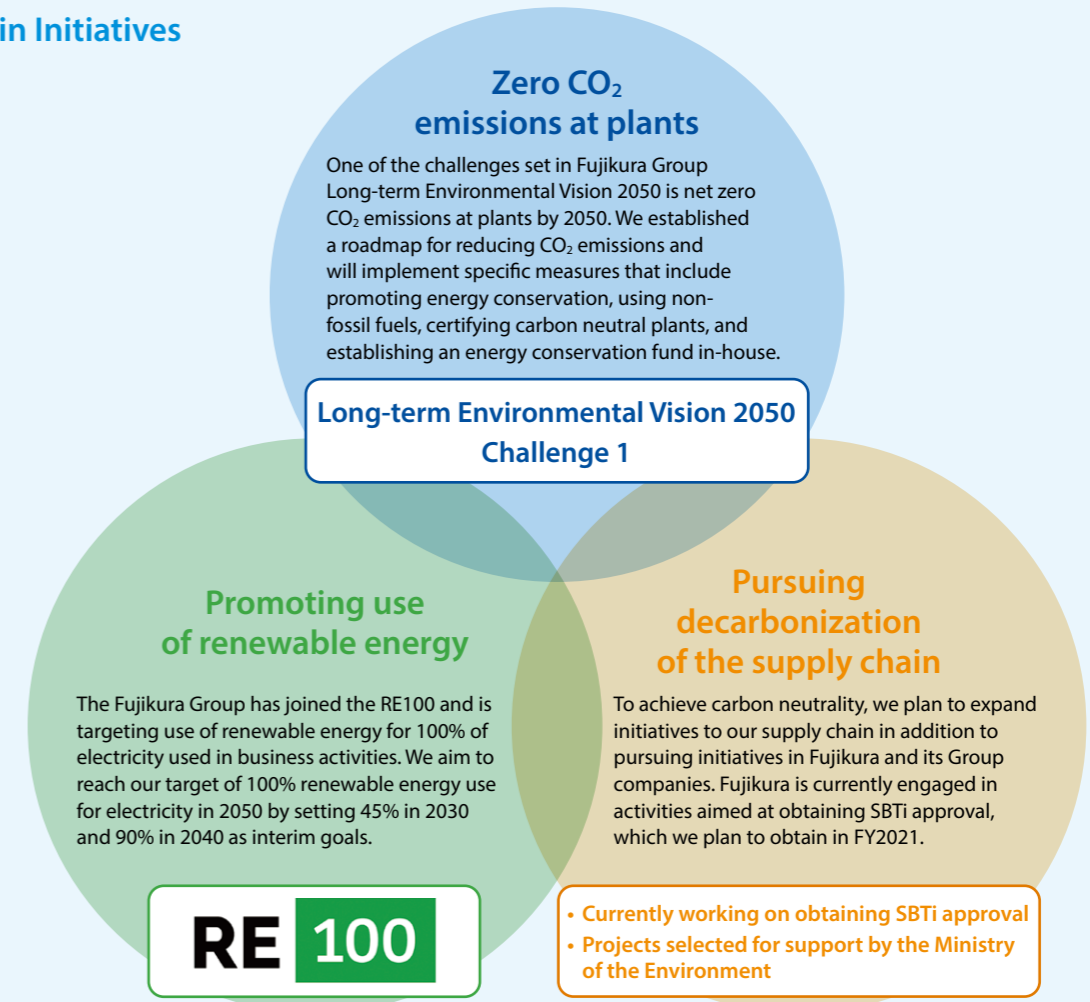 in Initiatives
Zero CO₂
emissions at plants
One of the challenges set in Fujikura Group
Long-term Environmental Vision 2050 is net zero
CO₂ emissions at plants by 2050. We established
a roadmap for reducing CO₂ emissions and
will implement specific measures that include
promoting energy conservation, using non-
fossil fuels, certifying carbon neutral plants, and
establishing an energy conservation fund in-house.
Long-term Environmental Vision 2050
Challenge 1
Promoting use
of renewable energy
The Fujikura Group has joined the RE100 and is
targeting use of renewable energy for 100% of
electricity used in business activities. We aim to
reach our target of 100% renewable energy use
for electricity in 2050 by setting 45% in 2030
and 90% in 2040 as interim goals.
RE 100
Pursuing
decarbonization
of the supply chain
To achieve carbon neutrality, we plan to expand
initiatives to our supply chain in addition to
pursuing initiatives in Fujikura and its Group
companies. Fujikura is currently engaged in
activities aimed at obtaining SBTi approval,
which we plan to obtain in FY2021.
• Currently working on obtaining SBTi approval
• Projects selected for support by the Ministry
of the Environment